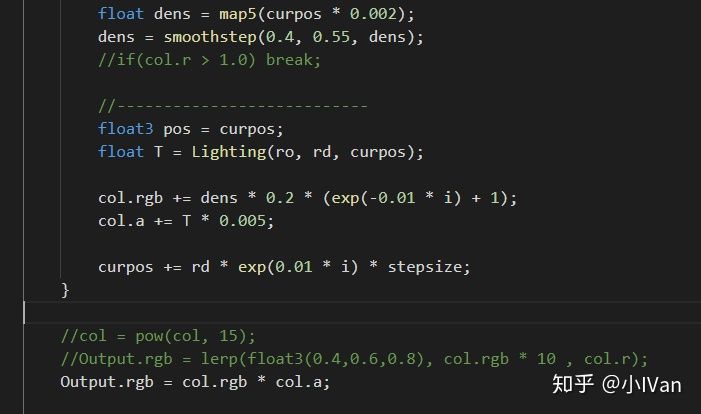 float dens = map5(curpos * 0.002);
dens = smoothstep(0.4, 0.55, dens);
//if(col.r > 1.0) break;
//---------------------------
float3 pos = curpos;
float T = Lighting(ro, rd, curpos);
col.rgb += dens * 0.2 * (exp(-0.01 * i) + 1);
col.a += T * 0.005;
curpos += rd * exp(0.01 * i) * stepsize;
}
//col = pow(col, 15);
//Output.rgb = lerp(float3(0.4,0.6,0.8), col.rgb * 10 , col.r);
Output.rgb = col.rgb * col.a;
知乎 @小IVan